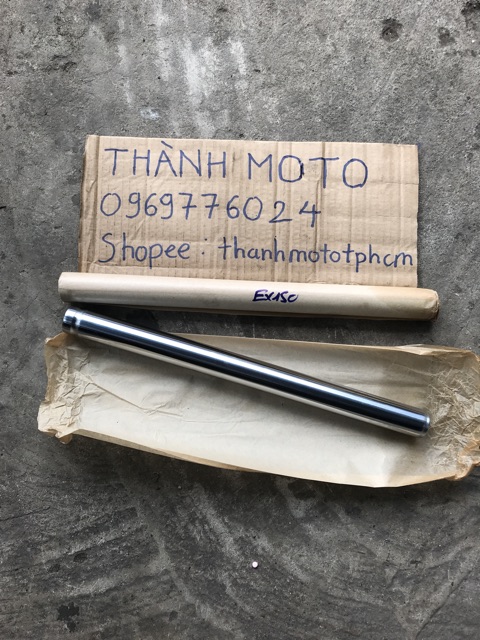 THÀNH MOTO
0969776024
Shopee : thanhmototphcm
EX150